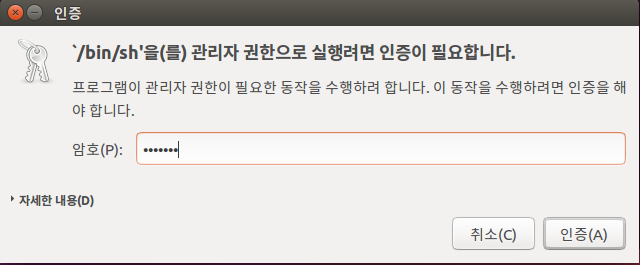 인증
`/bin/sh'을(를) 관리자 권한으로 실행려면 인증이 필요합니다.
프로그램이 관리자 권한이 필요한 동작을 수행하려 합니다. 이 동작을 수행하려면 인증을 해
야 합니다.
암호(P): •••••••
자세한 내용(D)
취소(C) 인증(A)